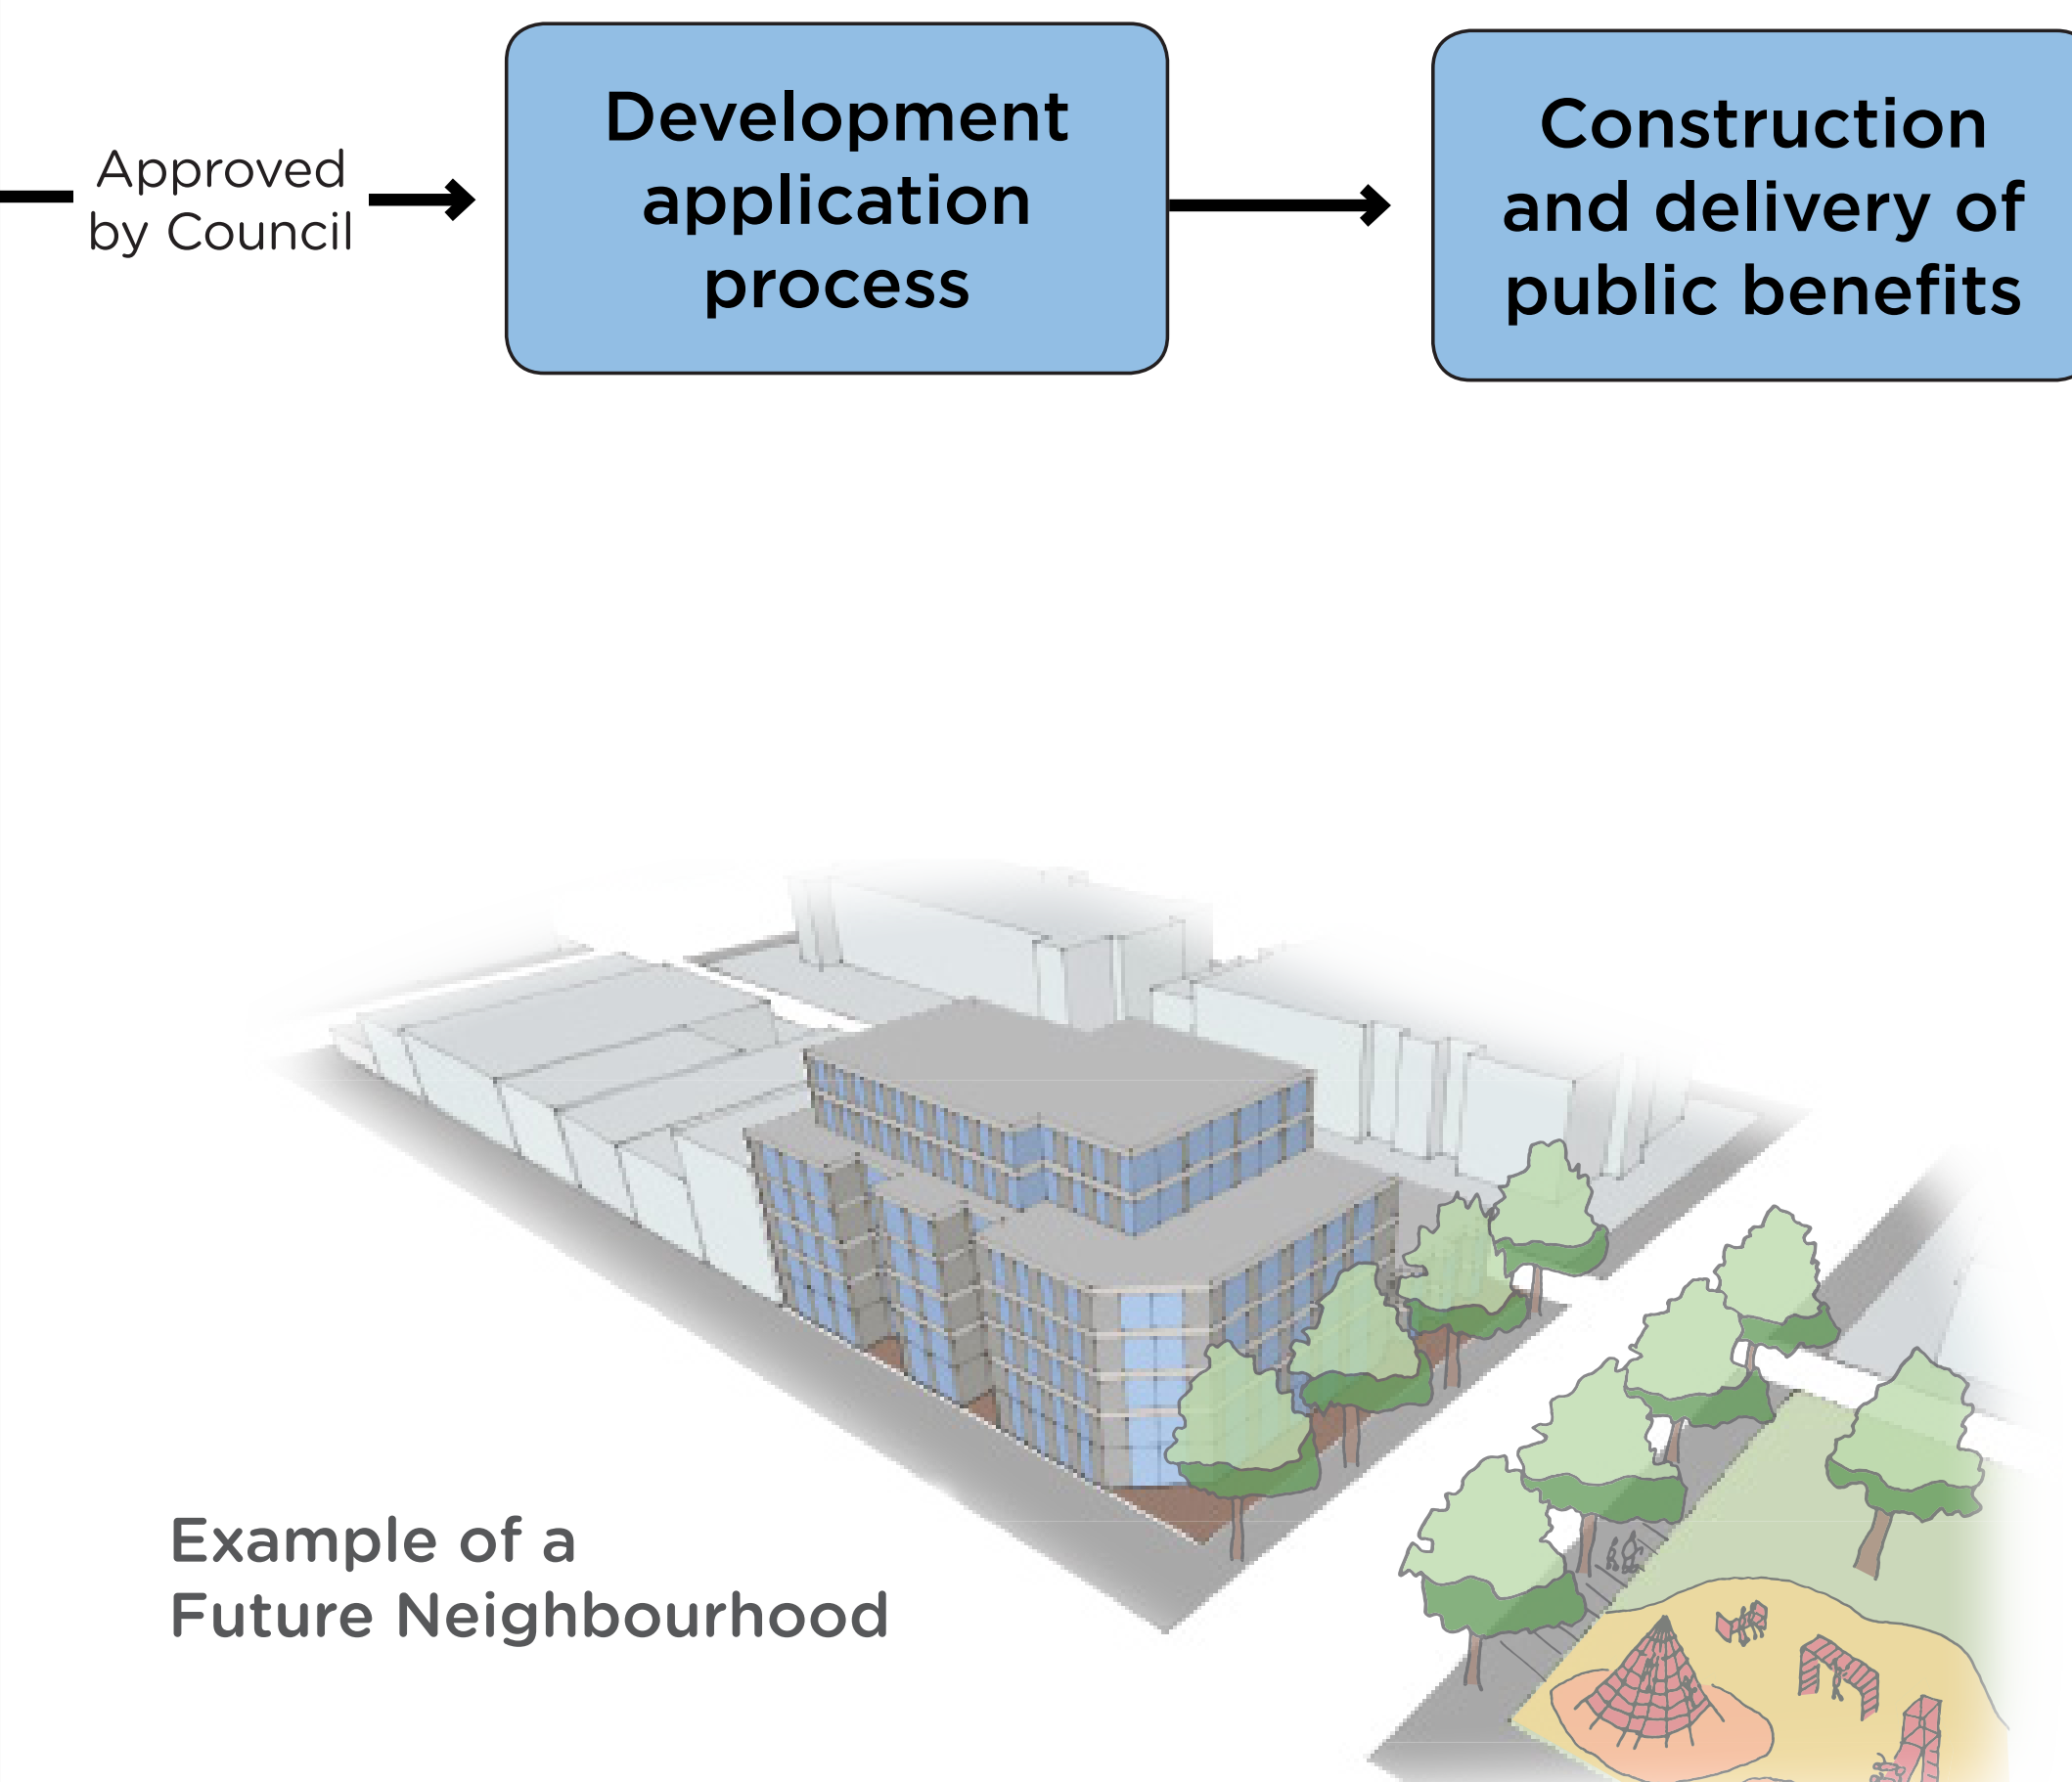 Approved
by Council
Development
application
process
Construction
and delivery of
public benefits
Example of a
Future Neighbourhood